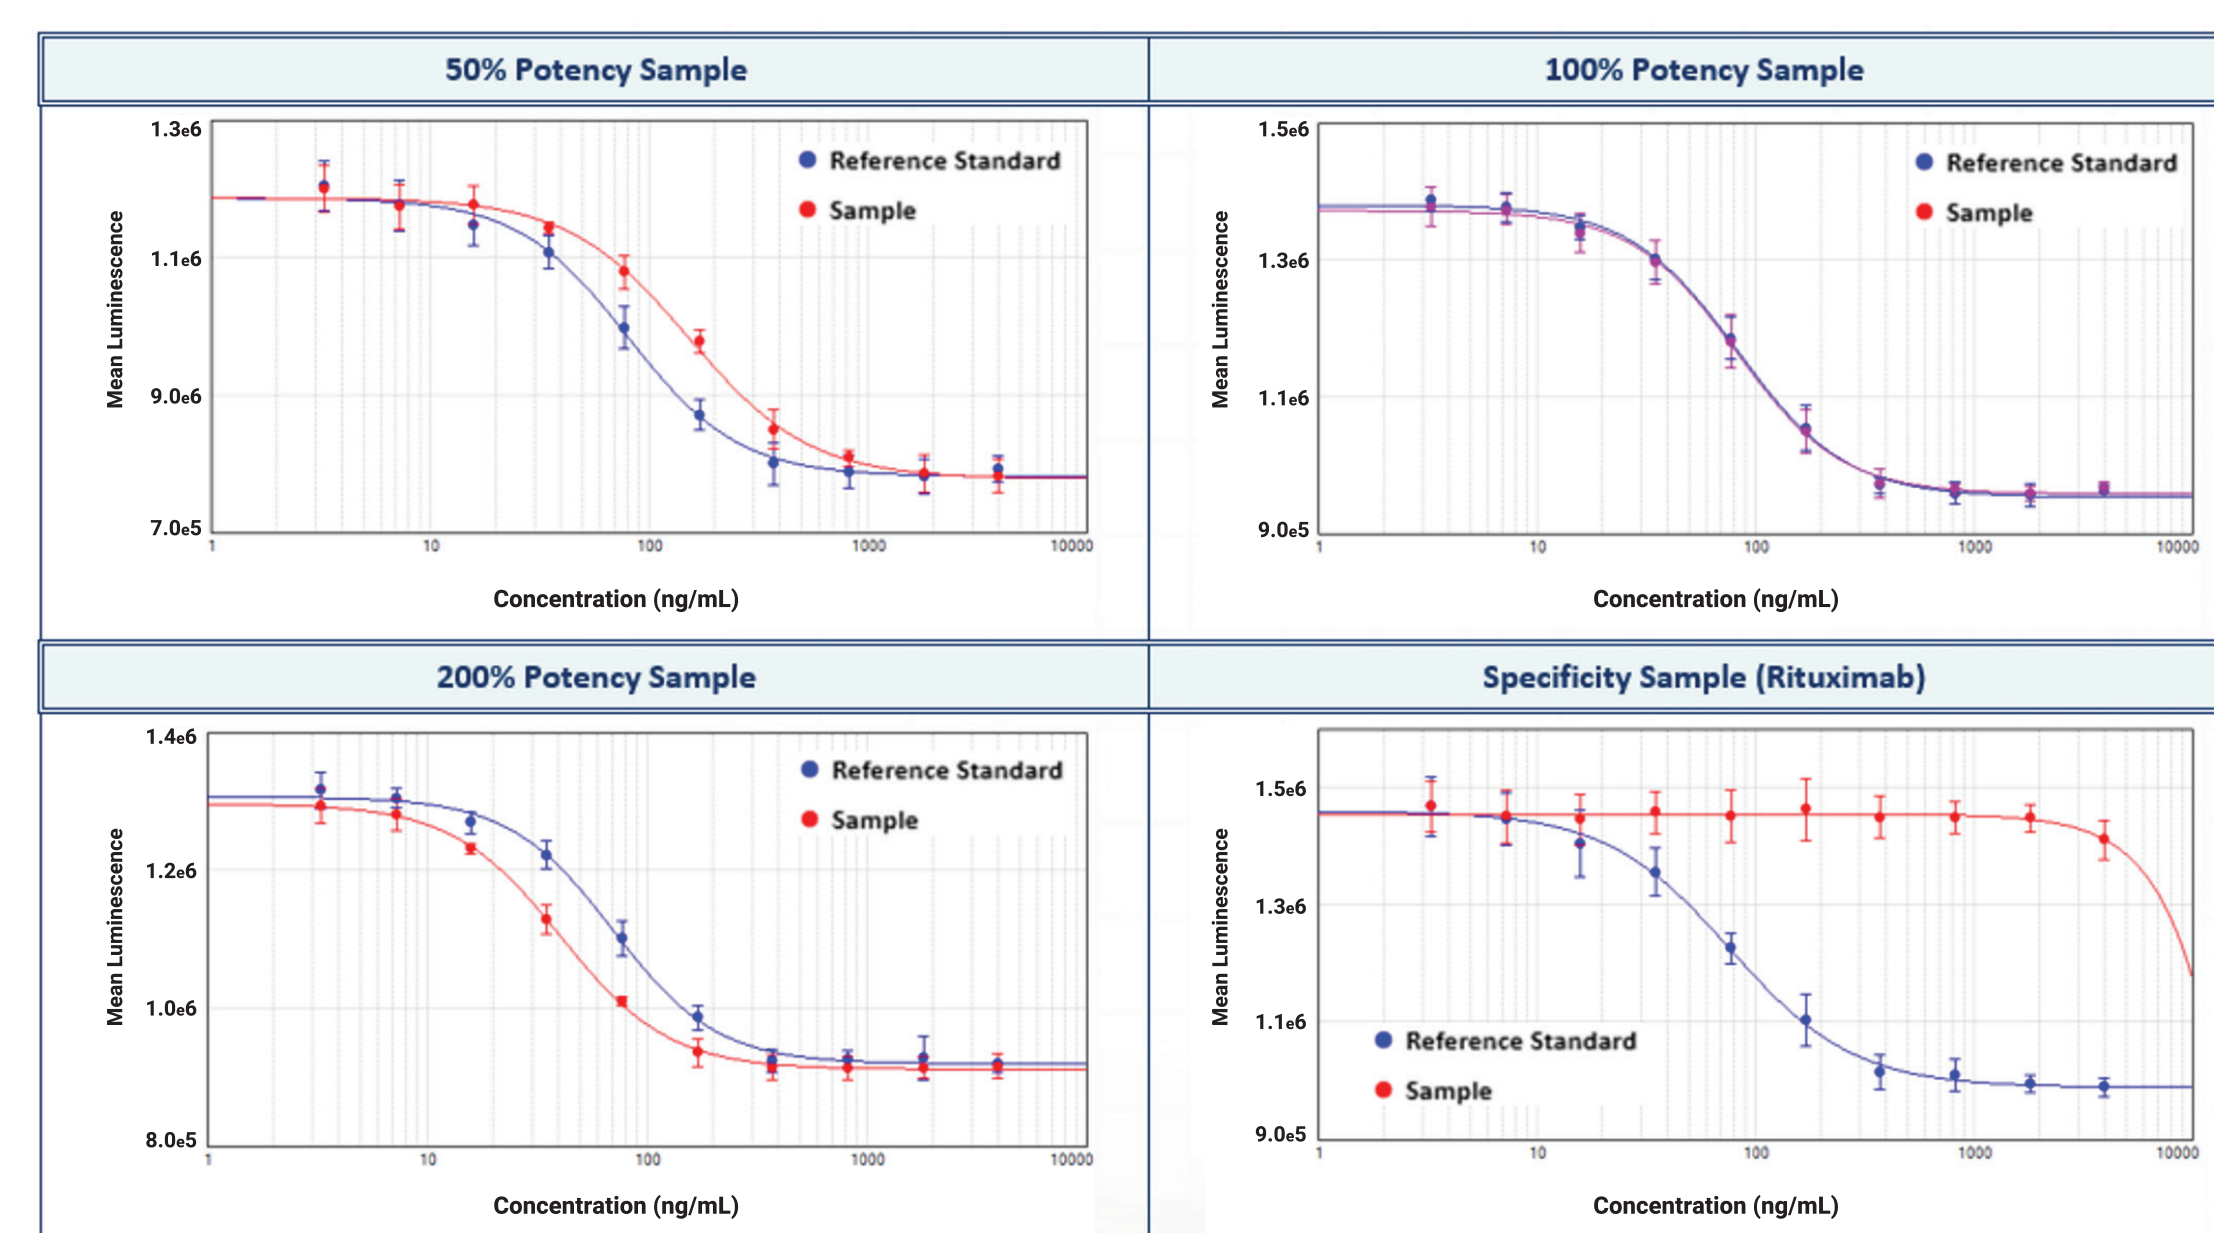 50% Potency Sample
100% Potency Sample
1.3e6
1.1e6
9.0e6
7.0e5
Mean Luminescence
Reference Standard
Sample
1 10 100 1000 10000
Concentration (ng/mL)
1.5e6
1.3e6
1.1e6
9.0e5
Mean Luminescence
Reference Standard
Sample
1 10 100 1000 10000
Concentration (ng/mL)
200% Potency Sample
Specificity Sample (Rituximab)
1.4e6
1.2e6
1.0e6
8.0e5
Mean Luminescence
Reference Standard
Sample
1 10 100 1000 10000
Concentration (ng/mL)
1.5e6
1.3e6
1.1e6
9.0e5
Mean Luminescence
Reference Standard
Sample
1 10 100 1000 10000
Concentration (ng/mL)